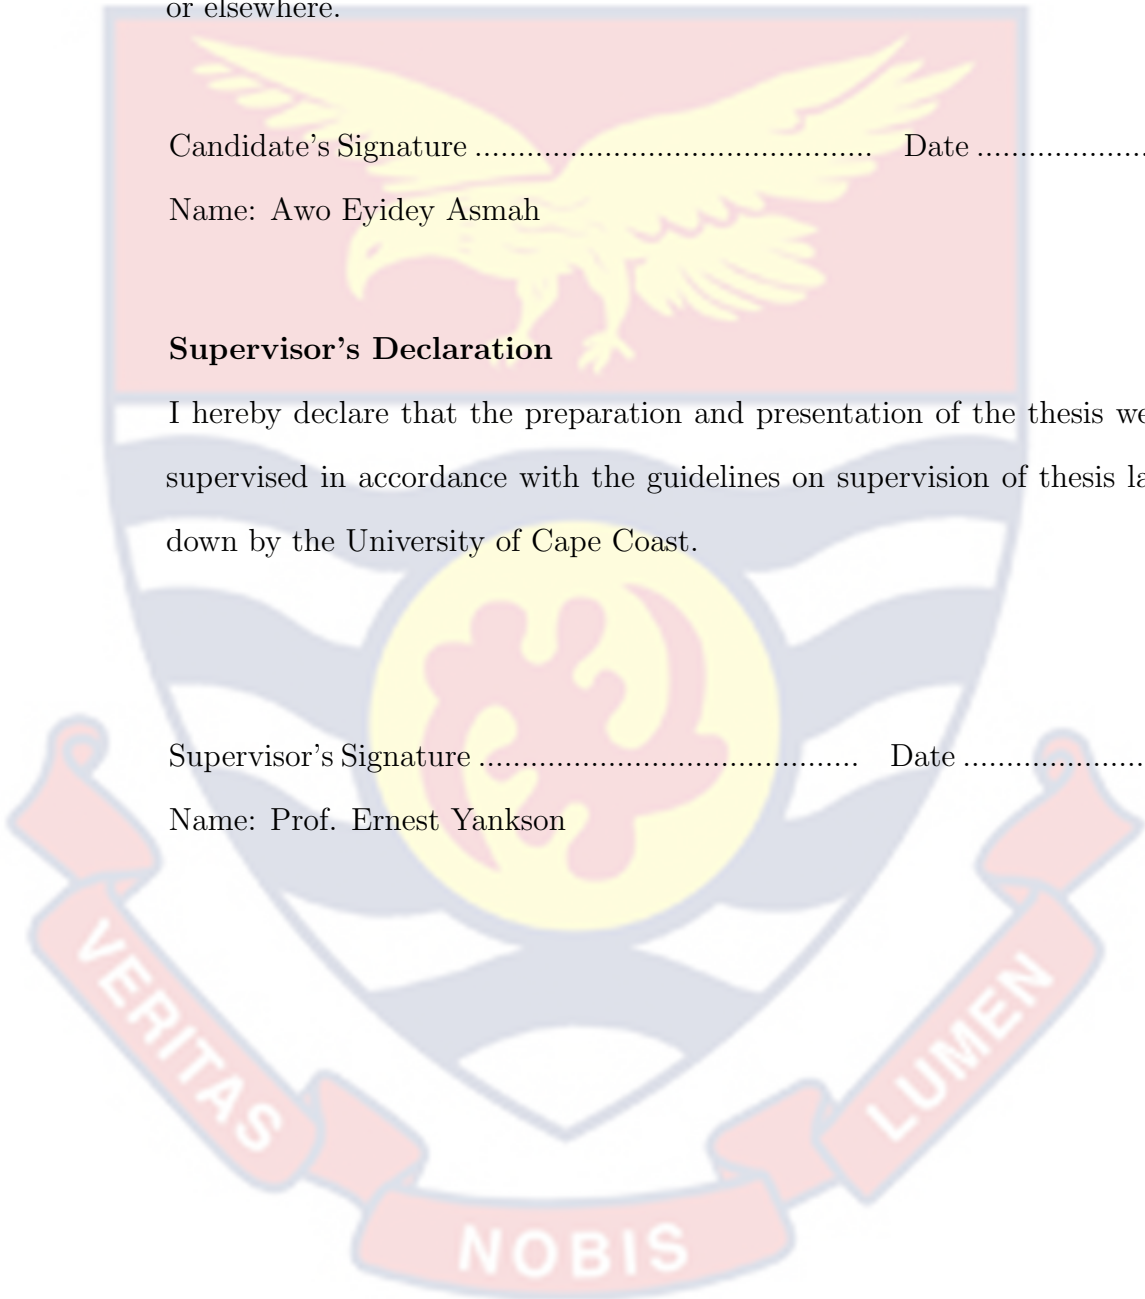 or elsewhere.
Candidate's Signature .............................................. Date ....................
Name: Awo Eyidey Asmah
Supervisor's Declaration
I hereby declare that the preparation and presentation of the thesis we
supervised in accordance with the guidelines on supervision of thesis la
down by the University of Cape Coast.
Supervisor's Signature ............................................ Date .....................
Name: Prof. Ernest Yankson
VERITAS
NOBIS
LUMEN